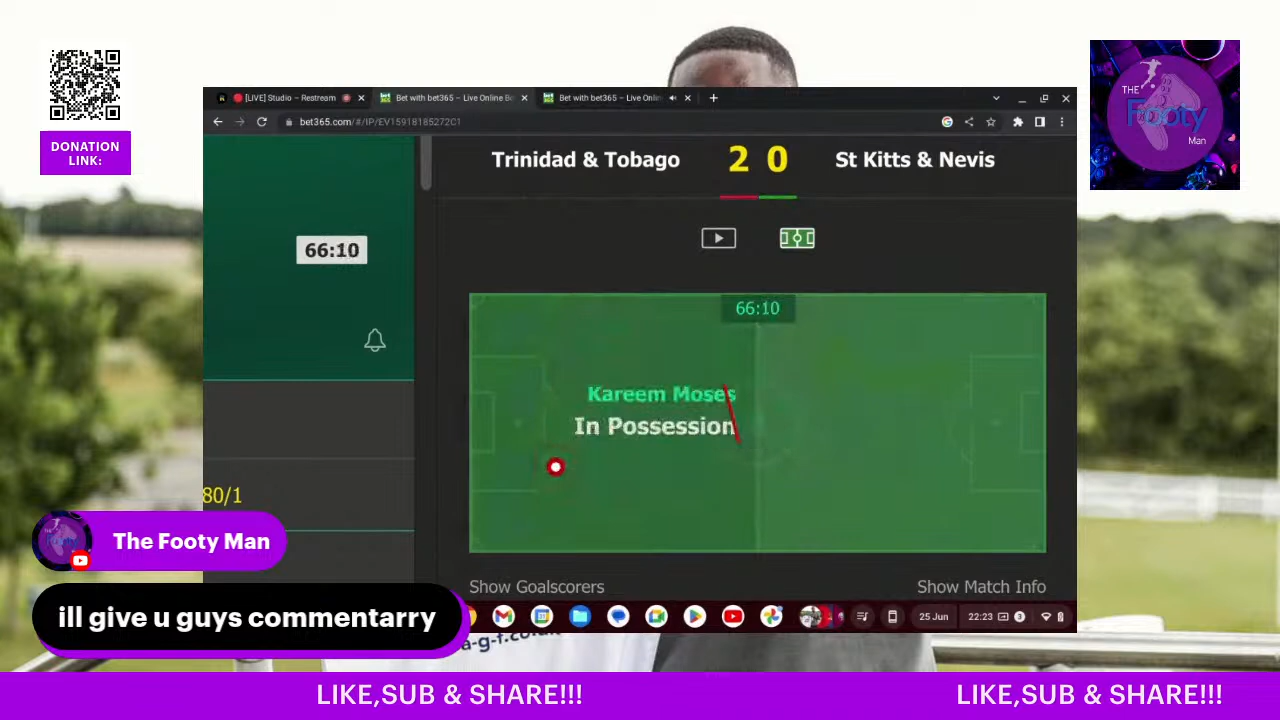 DONATION
LINK:
[LIVE] Studio – Restream
Bet with bet365 – Live Online Be
Bet with bet365 – Live Onlin
bet365.com/#/IP/EV15918185272C1
THE
Footy
Man
Trinidad & Tobago 2 0 St Kitts & Nevis
66:10
66:10
Kareem Moses
In Possession
80/1
Show Goalscorers
Show Match Info
The Footy Man
ill give u guys commentarry
25 Jun
22:23
LIKE,SUB & SHARE!!!
LIKE,SUB & SHARE!!!